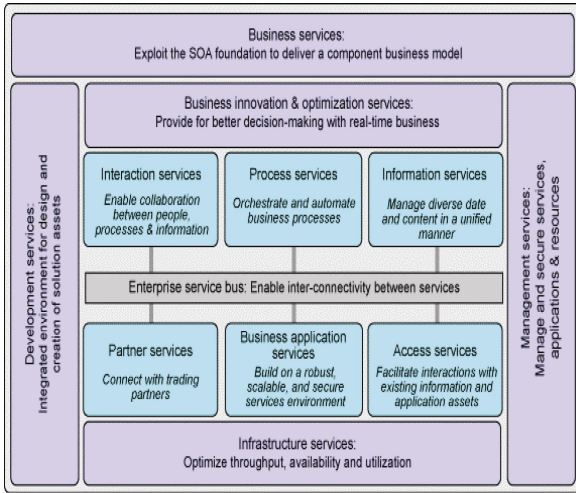 Business services:
Exploit the SOA foundation to deliver a component business model
Development services:
Integrated environment for design and
creation of solution assets
Business innovation & optimization services:
Provide for better decision-making with real-time business
Interaction services
Enable collaboration
between people,
processes & information
Process services
Orchestrate and automate
business processes
Information services
Manage diverse date
and content in a unified
manner
Enterprise service bus: Enable inter-connectivity between services
Partner services
Connect with trading
partners
Business application
services
Build on a robust,
scalable, and secure
services environment
Access services
Facilitate interactions with
existing information and
application assets
Infrastructure services:
Optimize throughput, availability and utilization
Management services:
Manage and secure services,
applications & resources